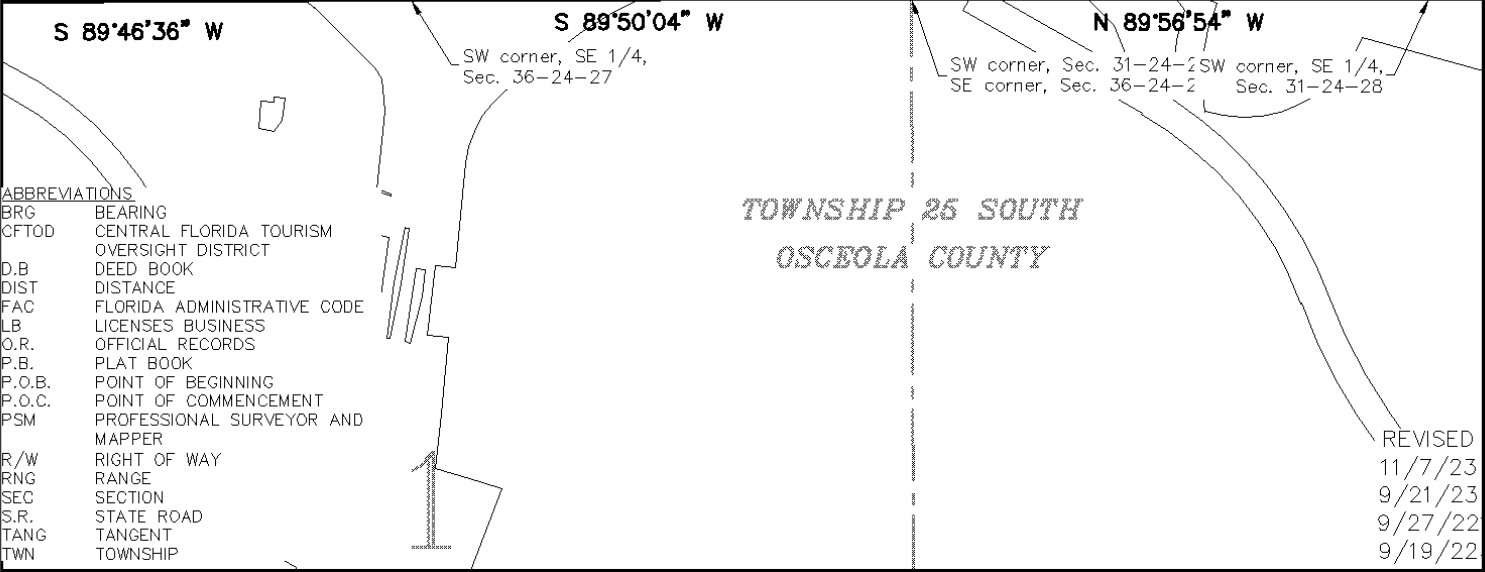 S 89°46'36" W
S 89°50'04" W
N 89°56'54" W
SW corner, SE 1/4,
Sec. 36-24-27
SW corner, Sec. 31-24-2
SE corner, Sec. 36-24-2
SW corner, SE 1/4,
Sec. 31-24-28
TOWNSHIP 25 SOUTH
OSCEOLA COUNTY
ABBREVIATIONS
BRG BEARING
CFTOD CENTRAL FLORIDA TOURISM
OVERSIGHT DISTRICT
D.B DEED BOOK
DIST DISTANCE
FAC FLORIDA ADMINISTRATIVE CODE
LB LICENSES BUSINESS
O.R. OFFICIAL RECORDS
P.B. PLAT BOOK
P.O.B. POINT OF BEGINNING
P.O.C. POINT OF COMMENCEMENT
PSM PROFESSIONAL SURVEYOR AND
MAPPER
R/W RIGHT OF WAY
RNG RANGE
SEC SECTION
S.R. STATE ROAD
TANG TANGENT
TWN TOWNSHIP
1
REVISED
11/7/23
9/21/23
9/27/22
9/19/22